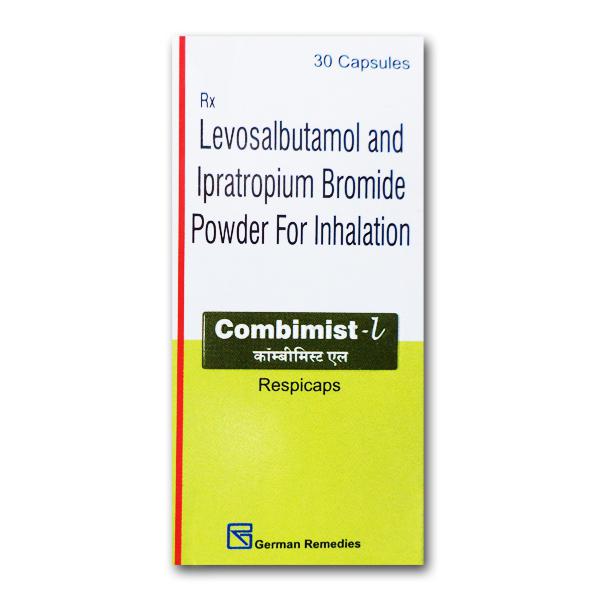 30 Capsules
Rx
Levosalbutamol and
Ipratropium Bromide
Powder For Inhalation
Combimist-l
कॉम्बीमिस्ट एल
Respicaps
German Remedies